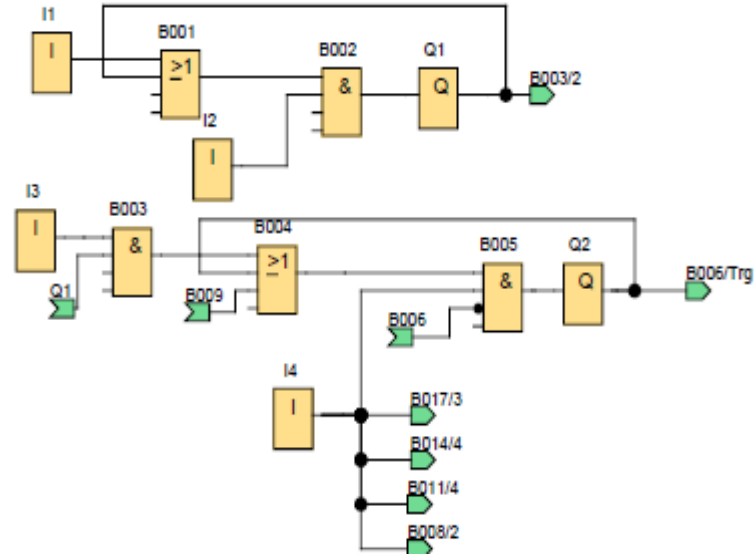 I1
I
B001
>1
B002
&
Q1
Q
B003/2
I2
I
I3
I
B003
&
Q1
B004
>1
B009
B005
&
Q2
Q
B006/Trg
B006
I4
I
B017/3
B014/4
B011/4
B008/2